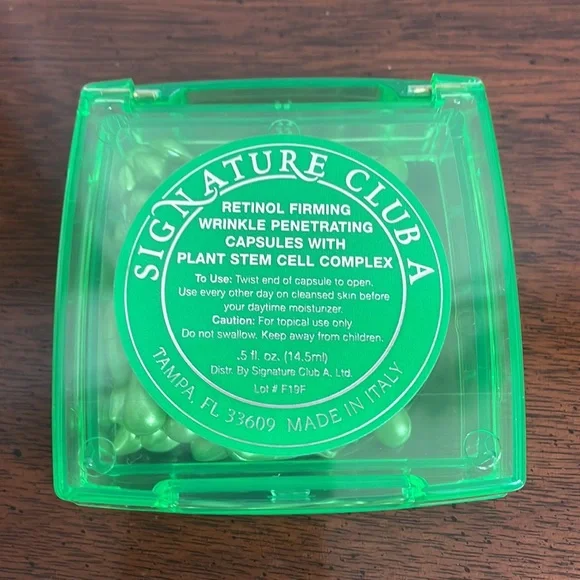 SIGNATURE CLUB A
RETINOL FIRMING
WRINKLE PENETRATING
CAPSULES WITH
PLANT STEM CELL COMPLEX
To Use: Twist end of capsule to open.
Use every other day on cleansed skin before
your daytime moisturizer.
Caution: For topical use only
Do not swallow. Keep away from children.
.5 fl. oz. (14.5ml)
Distr. By Signature Club A, Ltd.
Lot # F19F
TAMPA, FL 33609 MADE IN ITALY